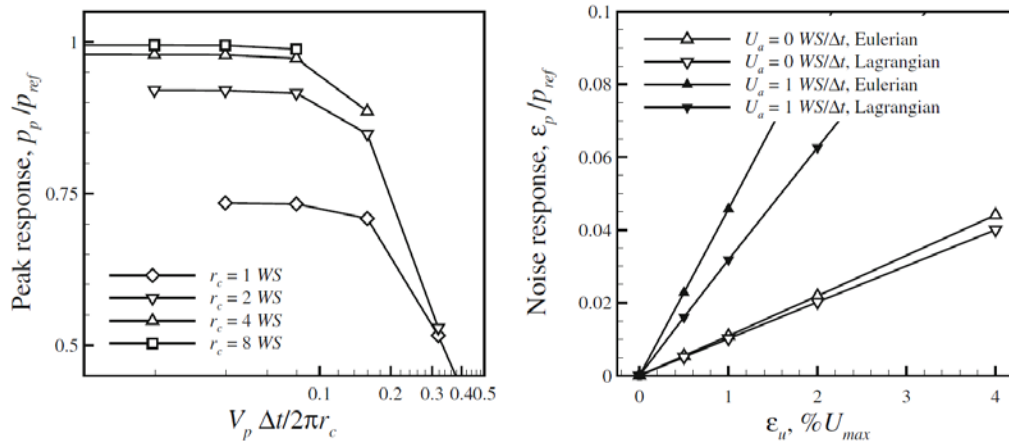 Peak response, p_p/p_ref
1
0.75
0.5
r_c = 1 WS
r_c = 2 WS
r_c = 4 WS
r_c = 8 WS
0.1
0.2
0.3
0.4
0.5
V_p Δt/2πr_c
Noise response, ε_p/p_ref
0.1
0.08
0.06
0.04
0.02
0
U_a = 0 WS/Δt, Eulerian
U_a = 0 WS/Δt, Lagrangian
U_a = 1 WS/Δt, Eulerian
U_a = 1 WS/Δt, Lagrangian
0
1
2
3
4
ε_u, %U_max